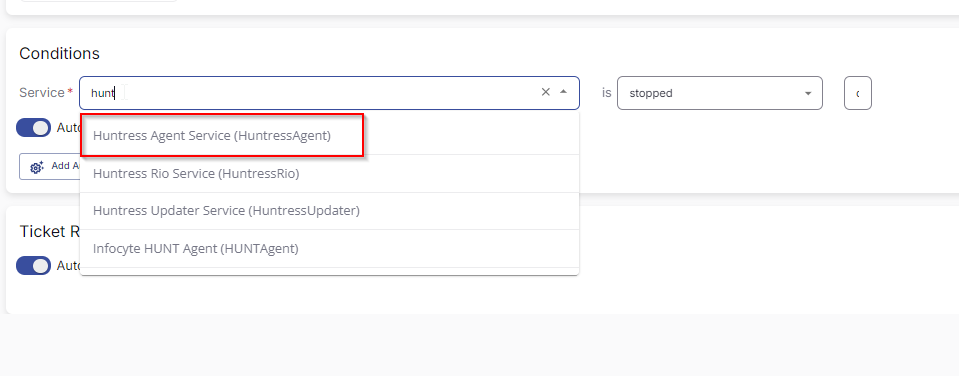 Conditions
Service * hunt is stopped
Auto
Huntress Agent Service (HuntressAgent)
Huntress Rio Service (HuntressRio)
Add A
Huntress Updater Service (HuntressUpdater)
Ticket R
Infocyte HUNT Agent (HUNTAgent)
Auto